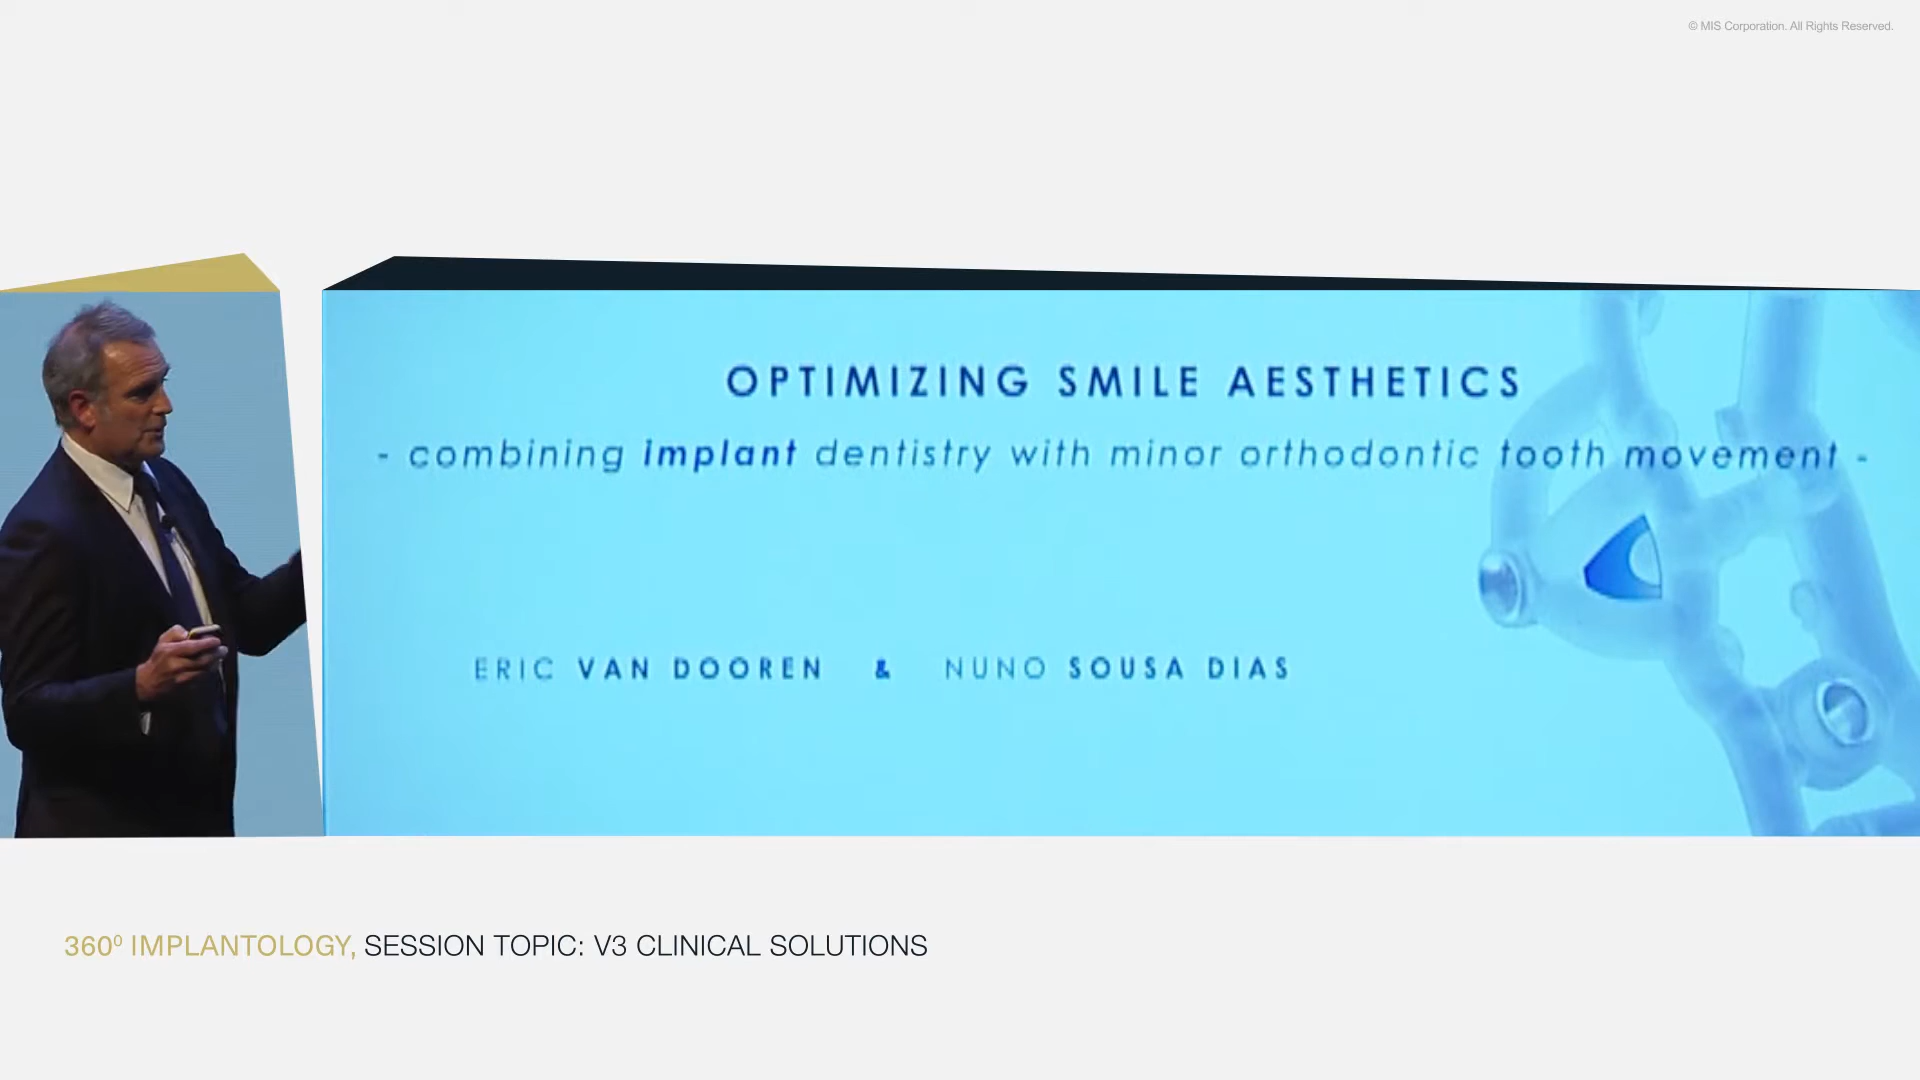 © MIS Corporation. All Rights Reserved.
OPTIMIZING SMILE AESTHETICS
- combining implant dentistry with minor orthodontic tooth movement -
ERIC VAN DOOREN & NUNO SOUSA DIAS
360⁰ IMPLANTOLOGY, SESSION TOPIC: V3 CLINICAL SOLUTIONS